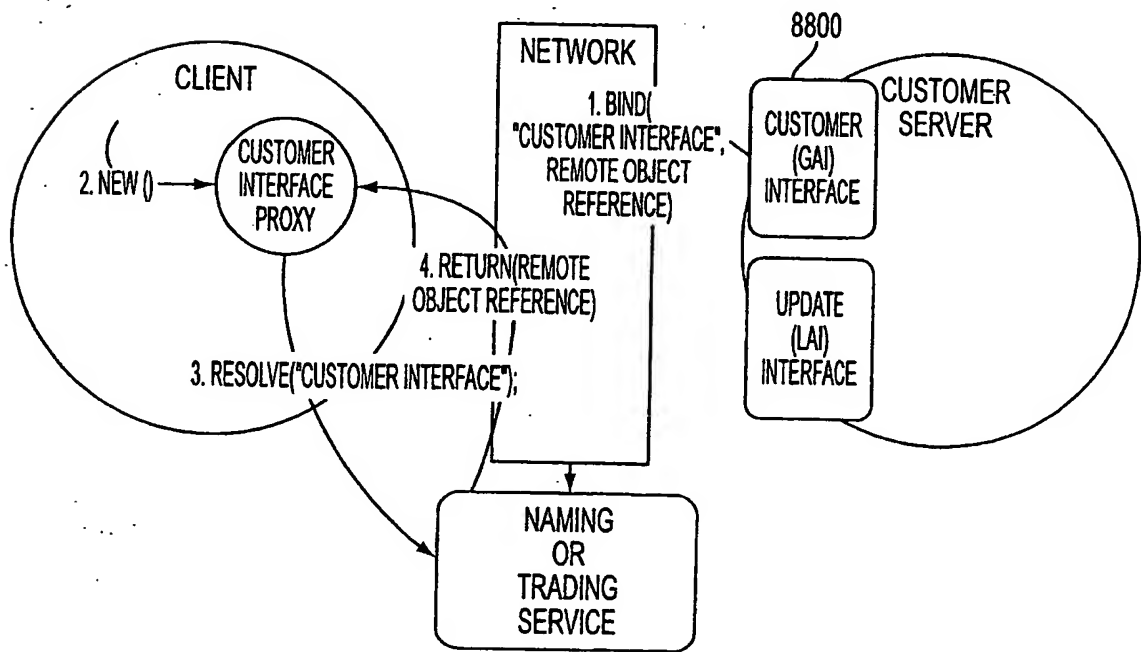 8800
CLIENT
2. NEW ()
CUSTOMER
INTERFACE
PROXY
NETWORK
1. BIND(
"CUSTOMER INTERFACE",
REMOTE OBJECT
REFERENCE)
CUSTOMER
(GAI)
INTERFACE
CUSTOMER
SERVER
4. RETURN(REMOTE
OBJECT REFERENCE)
UPDATE
(LAI)
INTERFACE
3. RESOLVE("CUSTOMER INTERFACE");
NAMING
OR
TRADING
SERVICE